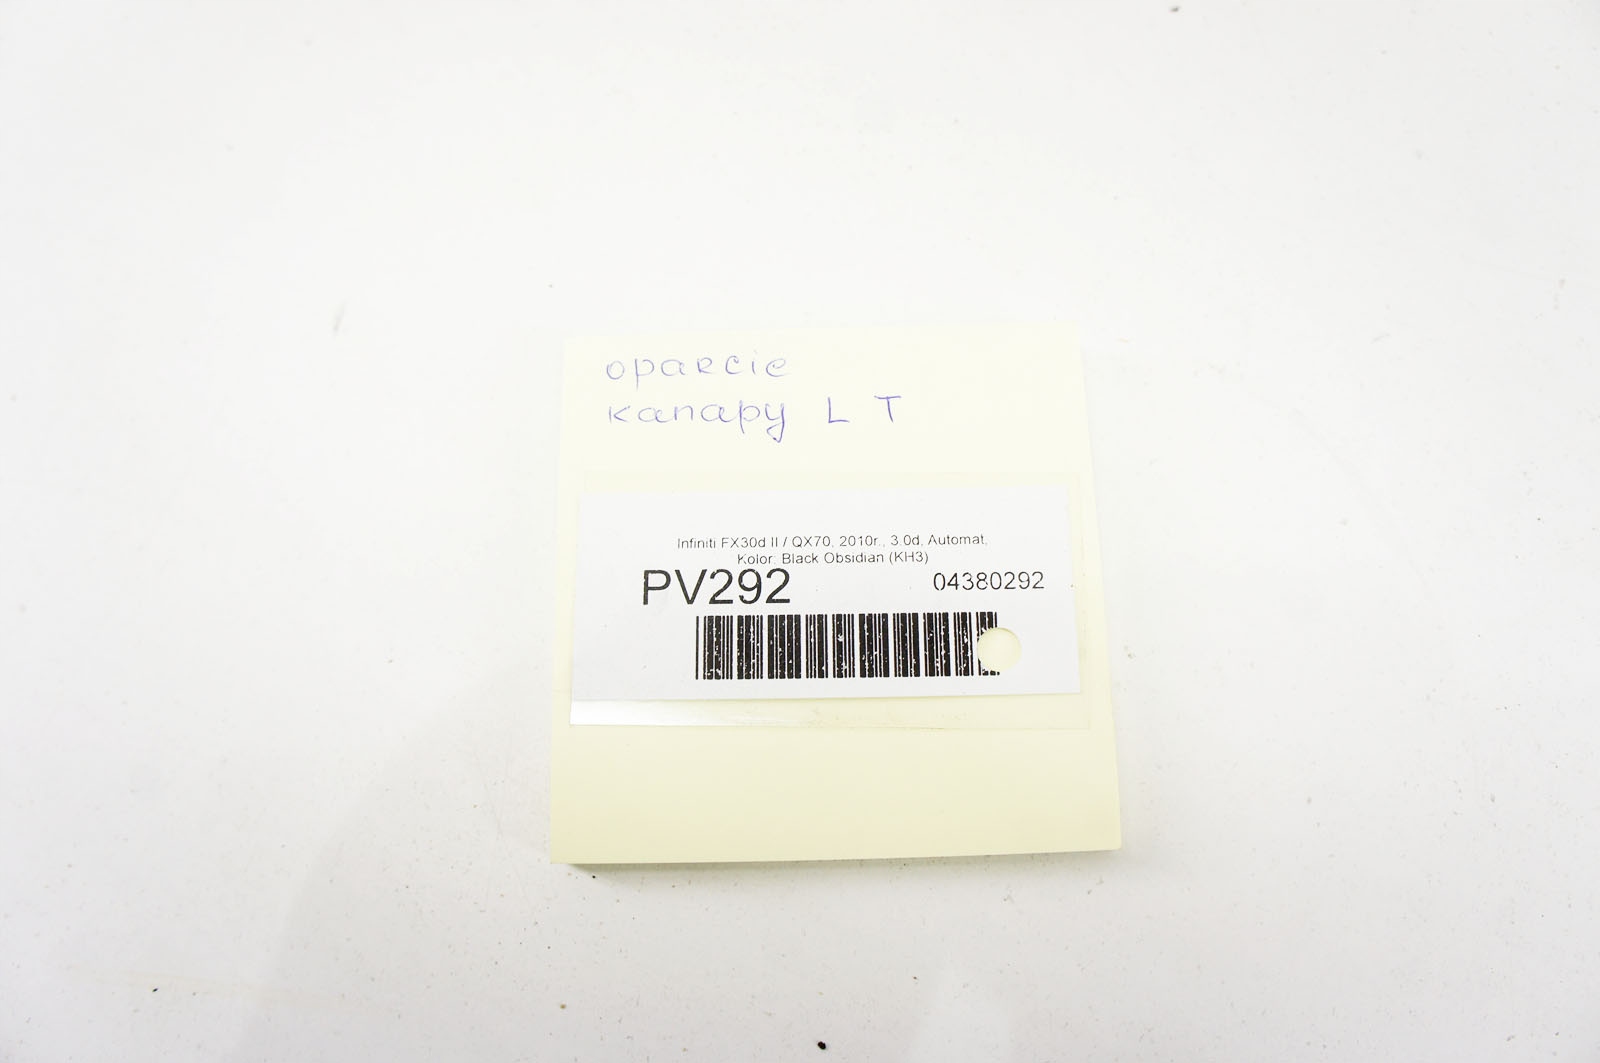 oparcie
kanapy L T
Infiniti FX30d II / QX70, 2010r., 3.0d, Automat,
Kolor: Black Obsidian (KH3)
PV292 04380292